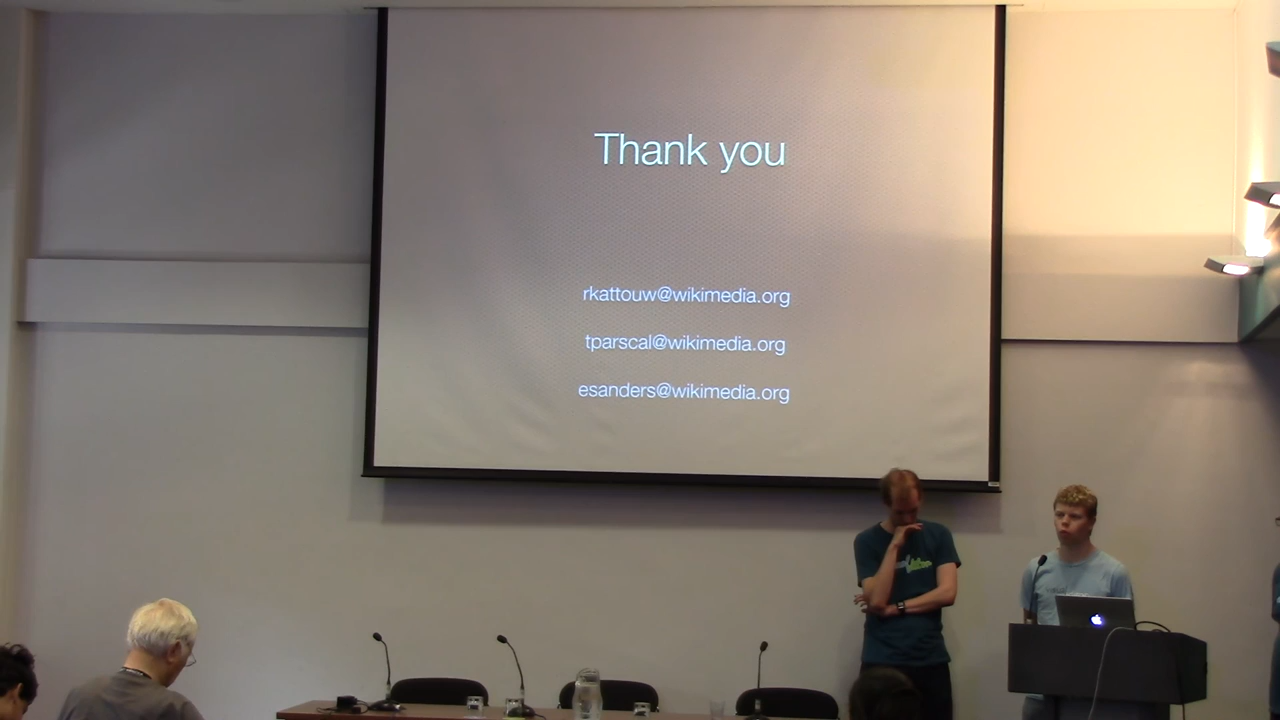 Thank you
rkattouw@wikimedia.org
tparscal@wikimedia.org
esanders@wikimedia.org